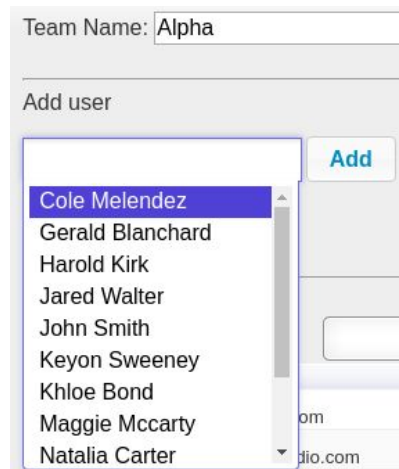 Team Name: Alpha
Add user
Add
Cole Melendez
Gerald Blanchard
Harold Kirk
Jared Walter
John Smith
Keyon Sweeney
Khloe Bond
Maggie Mccarty
om
Natalia Carter
dio.com